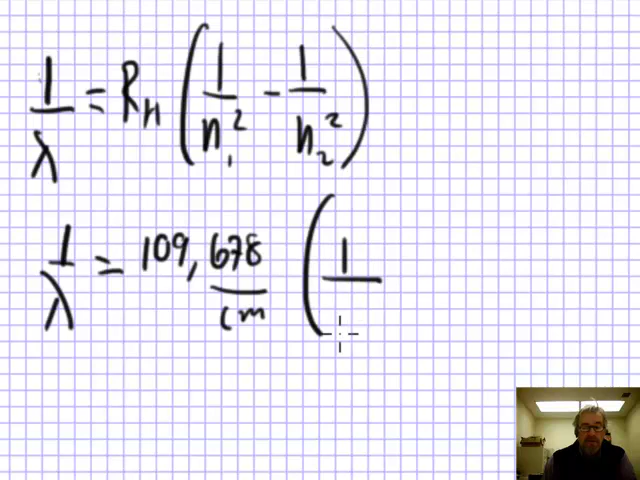 1/λ = R_H (1/n₁² − 1/n₂²)
1/λ = 109,678/cm (1/